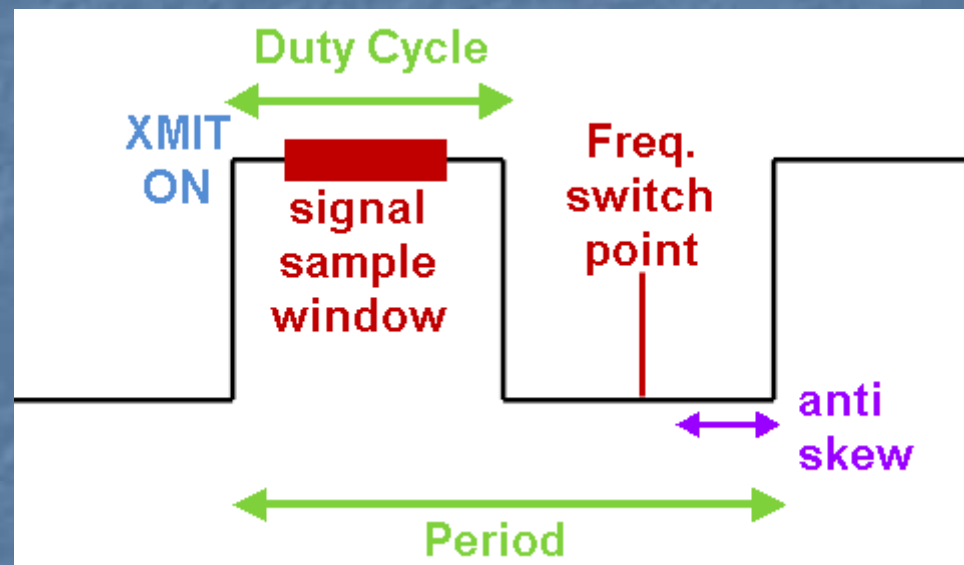 Duty Cycle
XMIT
ON
signal
sample
window
Freq.
switch
point
anti
skew
Period